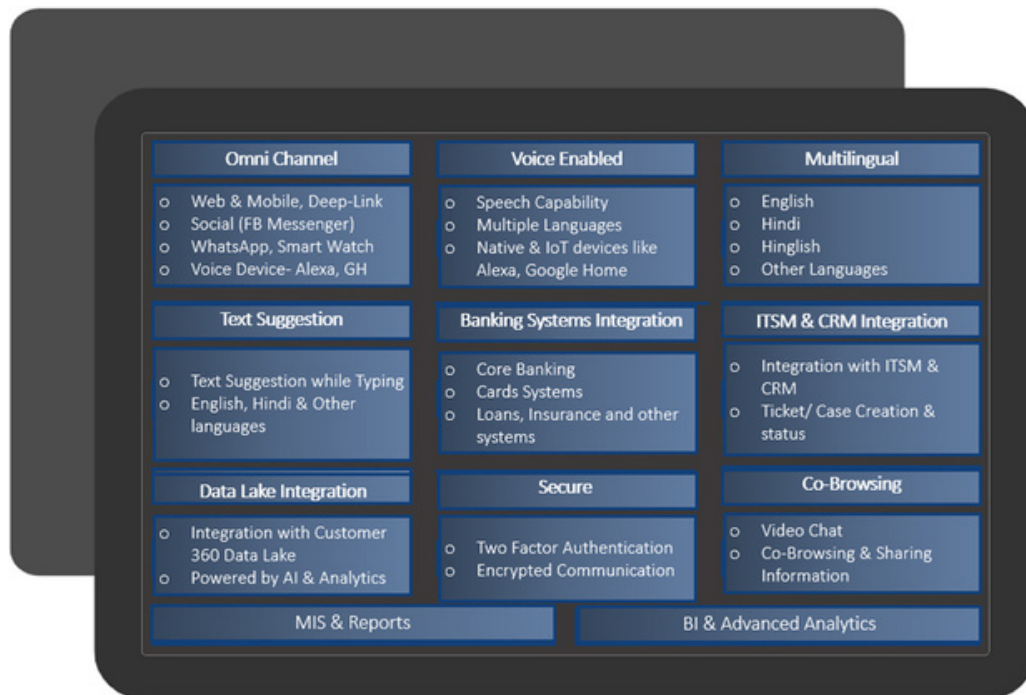 Omni Channel
o Web & Mobile, Deep-Link
o Social (FB Messenger)
o WhatsApp, Smart Watch
o Voice Device- Alexa, GH
Voice Enabled
o Speech Capability
o Multiple Languages
o Native & IoT devices like
Alexa, Google Home
Multilingual
o English
o Hindi
o Hinglish
o Other Languages
Text Suggestion
o Text Suggestion while Typing
o English, Hindi & Other
languages
Banking Systems Integration
o Core Banking
o Cards Systems
o Loans, Insurance and other
systems
ITSM & CRM Integration
o Integration with ITSM &
CRM
o Ticket/ Case Creation &
status
Data Lake Integration
o Integration with Customer
360 Data Lake
o Powered by AI & Analytics
Secure
o Two Factor Authentication
o Encrypted Communication
Co-Browsing
o Video Chat
o Co-Browsing & Sharing
Information
MIS & Reports
BI & Advanced Analytics